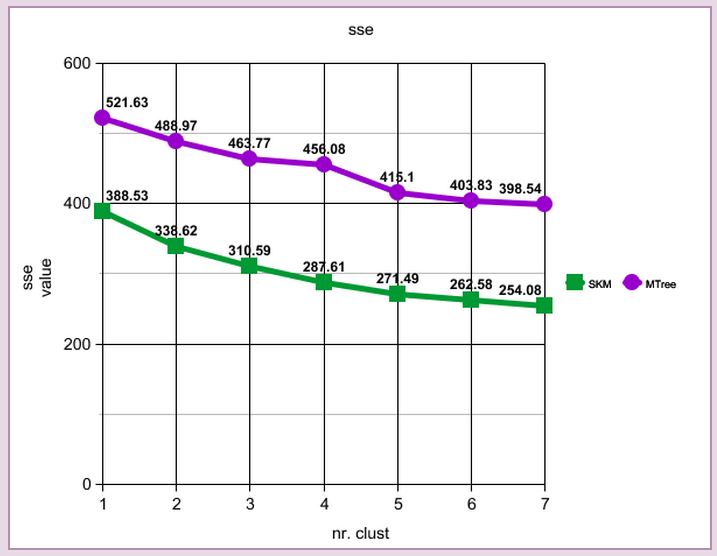 sse
600
521.63
488.97
463.77
456.08
415.1
403.83
398.54
400
388.53
338.62
310.59
287.61
271.49
262.58
254.08
sse
value
SKM
MTree
200
0
1 2 3 4 5 6 7
nr. clust